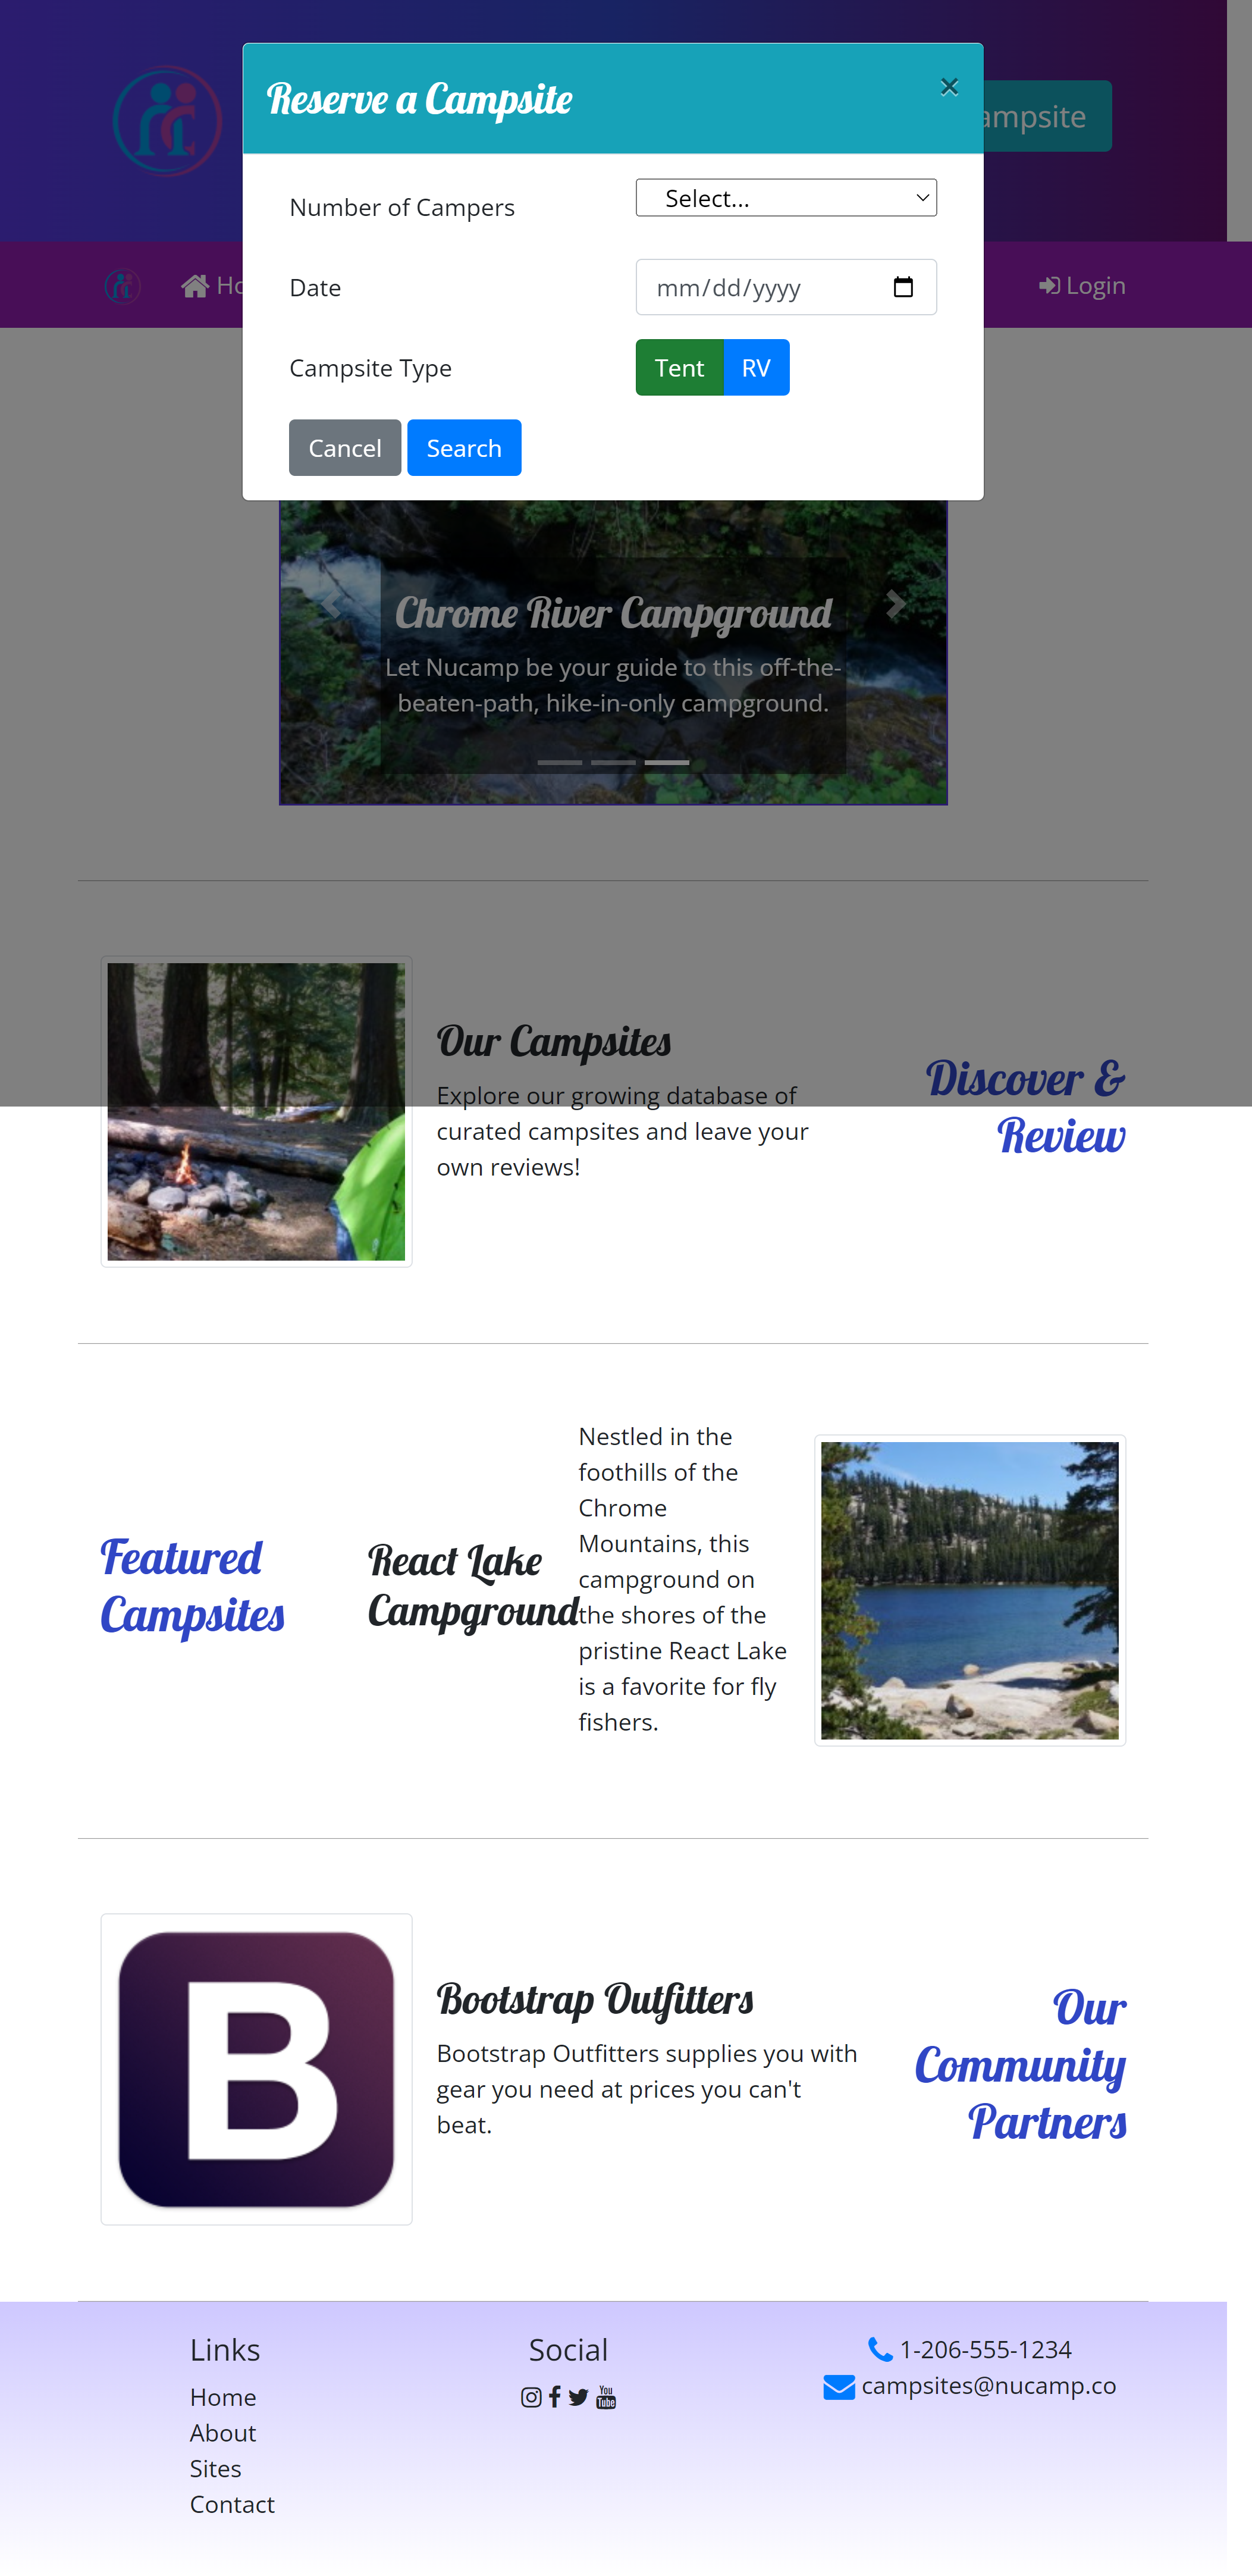 Reserve a Campsite
×
ampsite
Number of Campers
Select...
Ho
Login
Date
mm/dd/yyyy
Campsite Type
Tent
RV
Cancel
Search
Chrome River Campground
Let Nucamp be your guide to this off-the-
beaten-path, hike-in-only campground.
Our Campsites
Explore our growing database of
curated campsites and leave your
own reviews!
Discover &
Review
Featured
Campsites
React Lake
Campground
Nestled in the
foothills of the
Chrome
Mountains, this
campground on
the shores of the
pristine React Lake
is a favorite for fly
fishers.
B
Bootstrap Outfitters
Bootstrap Outfitters supplies you with
gear you need at prices you can't
beat.
Our
Community
Partners
Links
Home
About
Sites
Contact
Social
You
Tube
1-206-555-1234
campsites@nucamp.co